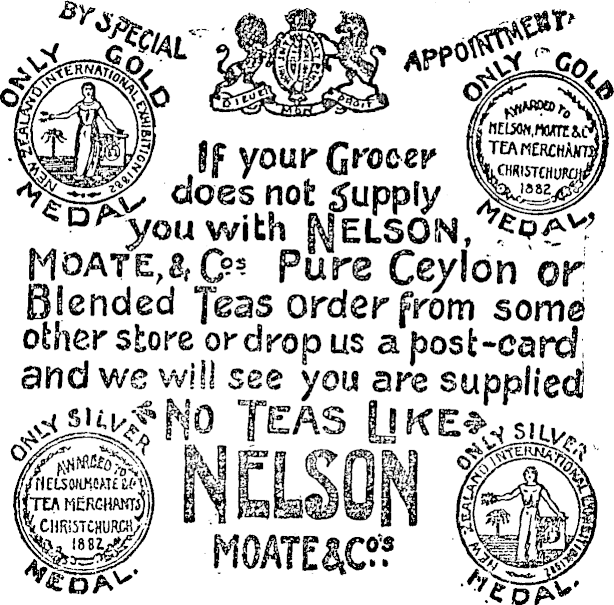 BY SPECIAL APPOINTMENT
ONLY GOLD MEDAL
NEW ZEALAND INTERNATIONAL EXHIBITION 1882
ONLY GOLD MEDAL,
AWARDED TO
NELSON, MOATE & Co
TEA MERCHANTS
CHRISTCHURCH
1882
DIEU ET MON DROIT
If your Grocer
does not supply
you with NELSON,
MOATE, & Cos Pure Ceylon or
Blended Teas order from some
other store or drop us a post-card
and we will see you are supplied
NO TEAS LIKE
NELSON
MOATE & Co's
ONLY SILVER MEDAL.
AWARDED TO
NELSON MOATE & Co
TEA MERCHANTS
CHRISTCHURCH
1882
ONLY SILVER MEDAL.
NEW ZEALAND INTERNATIONAL EXHIBITION 1882